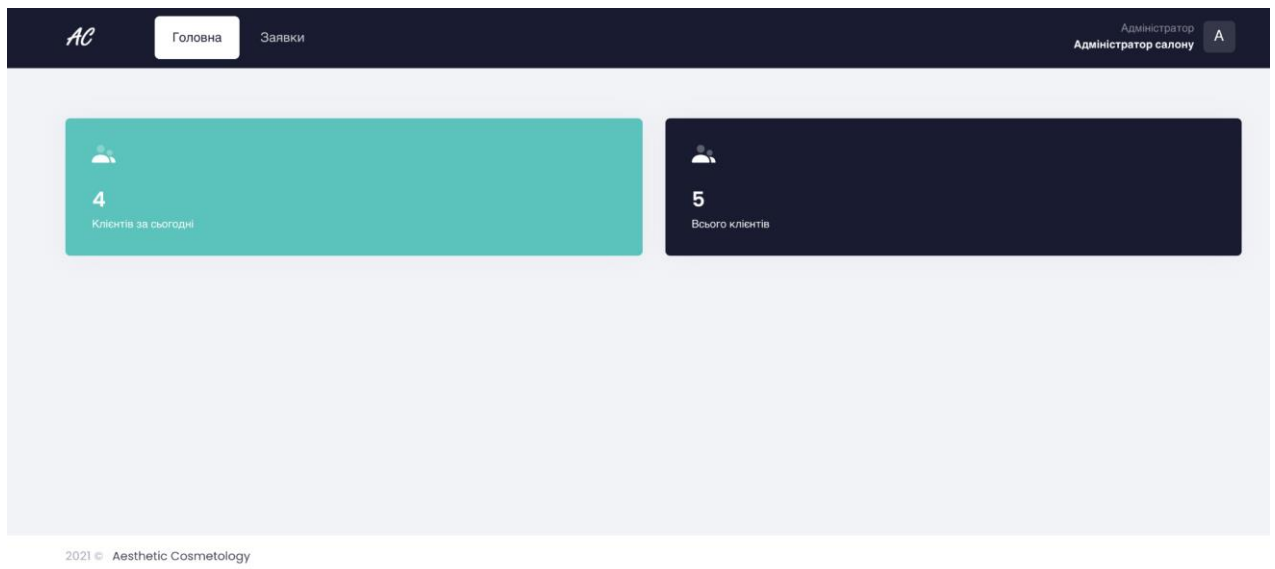 AC
Головна
Заявки
Адміністратор
Адміністратор салону
A
4
Клієнтів за сьогодні
5
Всього клієнтів
2021 © Aesthetic Cosmetology